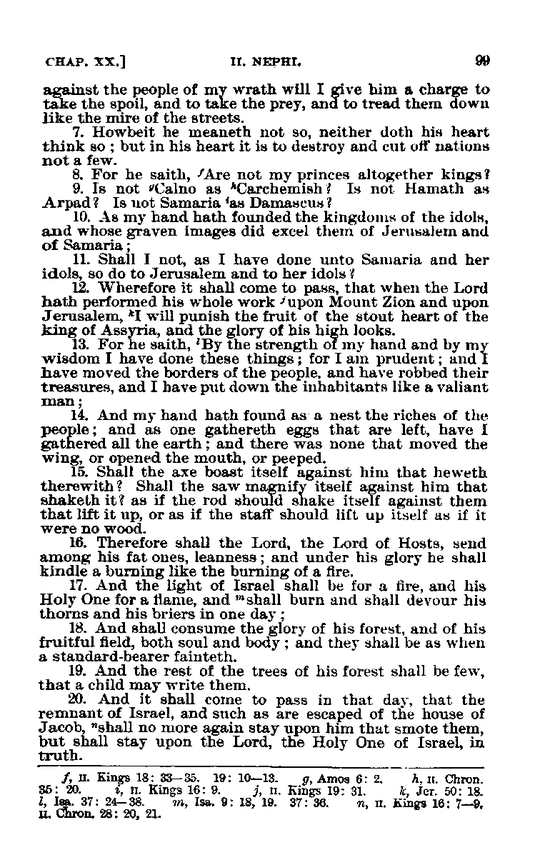 CHAP. XX.] II. NEPHI. 99
against the people of my wrath will I give him a charge to
take the spoil, and to take the prey, and to tread them down
like the mire of the streets.
7. Howbeit he meaneth not so, neither doth his heart
think so ; but in his heart it is to destroy and cut off nations
not a few.
8. For he saith, fAre not my princes altogether kings?
9. Is not gCalno as hCarchemish? Is not Hamath as
Arpad? Is not Samaria ias Damascus?
10. As my hand hath founded the kingdoms of the idols,
and whose graven images did excel them of Jerusalem and
of Samaria ;
11. Shall I not, as I have done unto Samaria and her
idols, so do to Jerusalem and to her idols?
12. Wherefore it shall come to pass, that when the Lord
hath performed his whole work jupon Mount Zion and upon
Jerusalem, kI will punish the fruit of the stout heart of the
king of Assyria, and the glory of his high looks.
13. For he saith, lBy the strength of my hand and by my
wisdom I have done these things ; for I am prudent ; and I
have moved the borders of the people, and have robbed their
treasures, and I have put down the inhabitants like a valiant
man ;
14. And my hand hath found as a nest the riches of the
people ; and as one gathereth eggs that are left, have I
gathered all the earth ; and there was none that moved the
wing, or opened the mouth, or peeped.
15. Shall the axe boast itself against him that heweth
therewith? Shall the saw magnify itself against him that
shaketh it? as if the rod should shake itself against them
that lift it up, or as if the staff should lift up itself as if it
were no wood.
16. Therefore shall the Lord, the Lord of Hosts, send
among his fat ones, leanness ; and under his glory he shall
kindle a burning like the burning of a fire.
17. And the light of Israel shall be for a fire, and his
Holy One for a flame, and mshall burn and shall devour his
thorns and his briers in one day ;
18. And shall consume the glory of his forest, and of his
fruitful field, both soul and body ; and they shall be as when
a standard-bearer fainteth.
19. And the rest of the trees of his forest shall be few,
that a child may write them.
20. And it shall come to pass in that day, that the
remnant of Israel, and such as are escaped of the house of
Jacob, nshall no more again stay upon him that smote them,
but shall stay upon the Lord, the Holy One of Israel, in
truth.
f, II. Kings 18: 33—35. 19: 10—13. g, Amos 6: 2. h, II. Chron.
35: 20. i, II. Kings 16: 9. j, II. Kings 19: 31. k, Jer. 50: 18.
l, Isa. 37: 24—38. m, Isa. 9: 18, 19. 37: 36. n, II. Kings 16: 7—9.
II. Chron. 28: 20, 21.